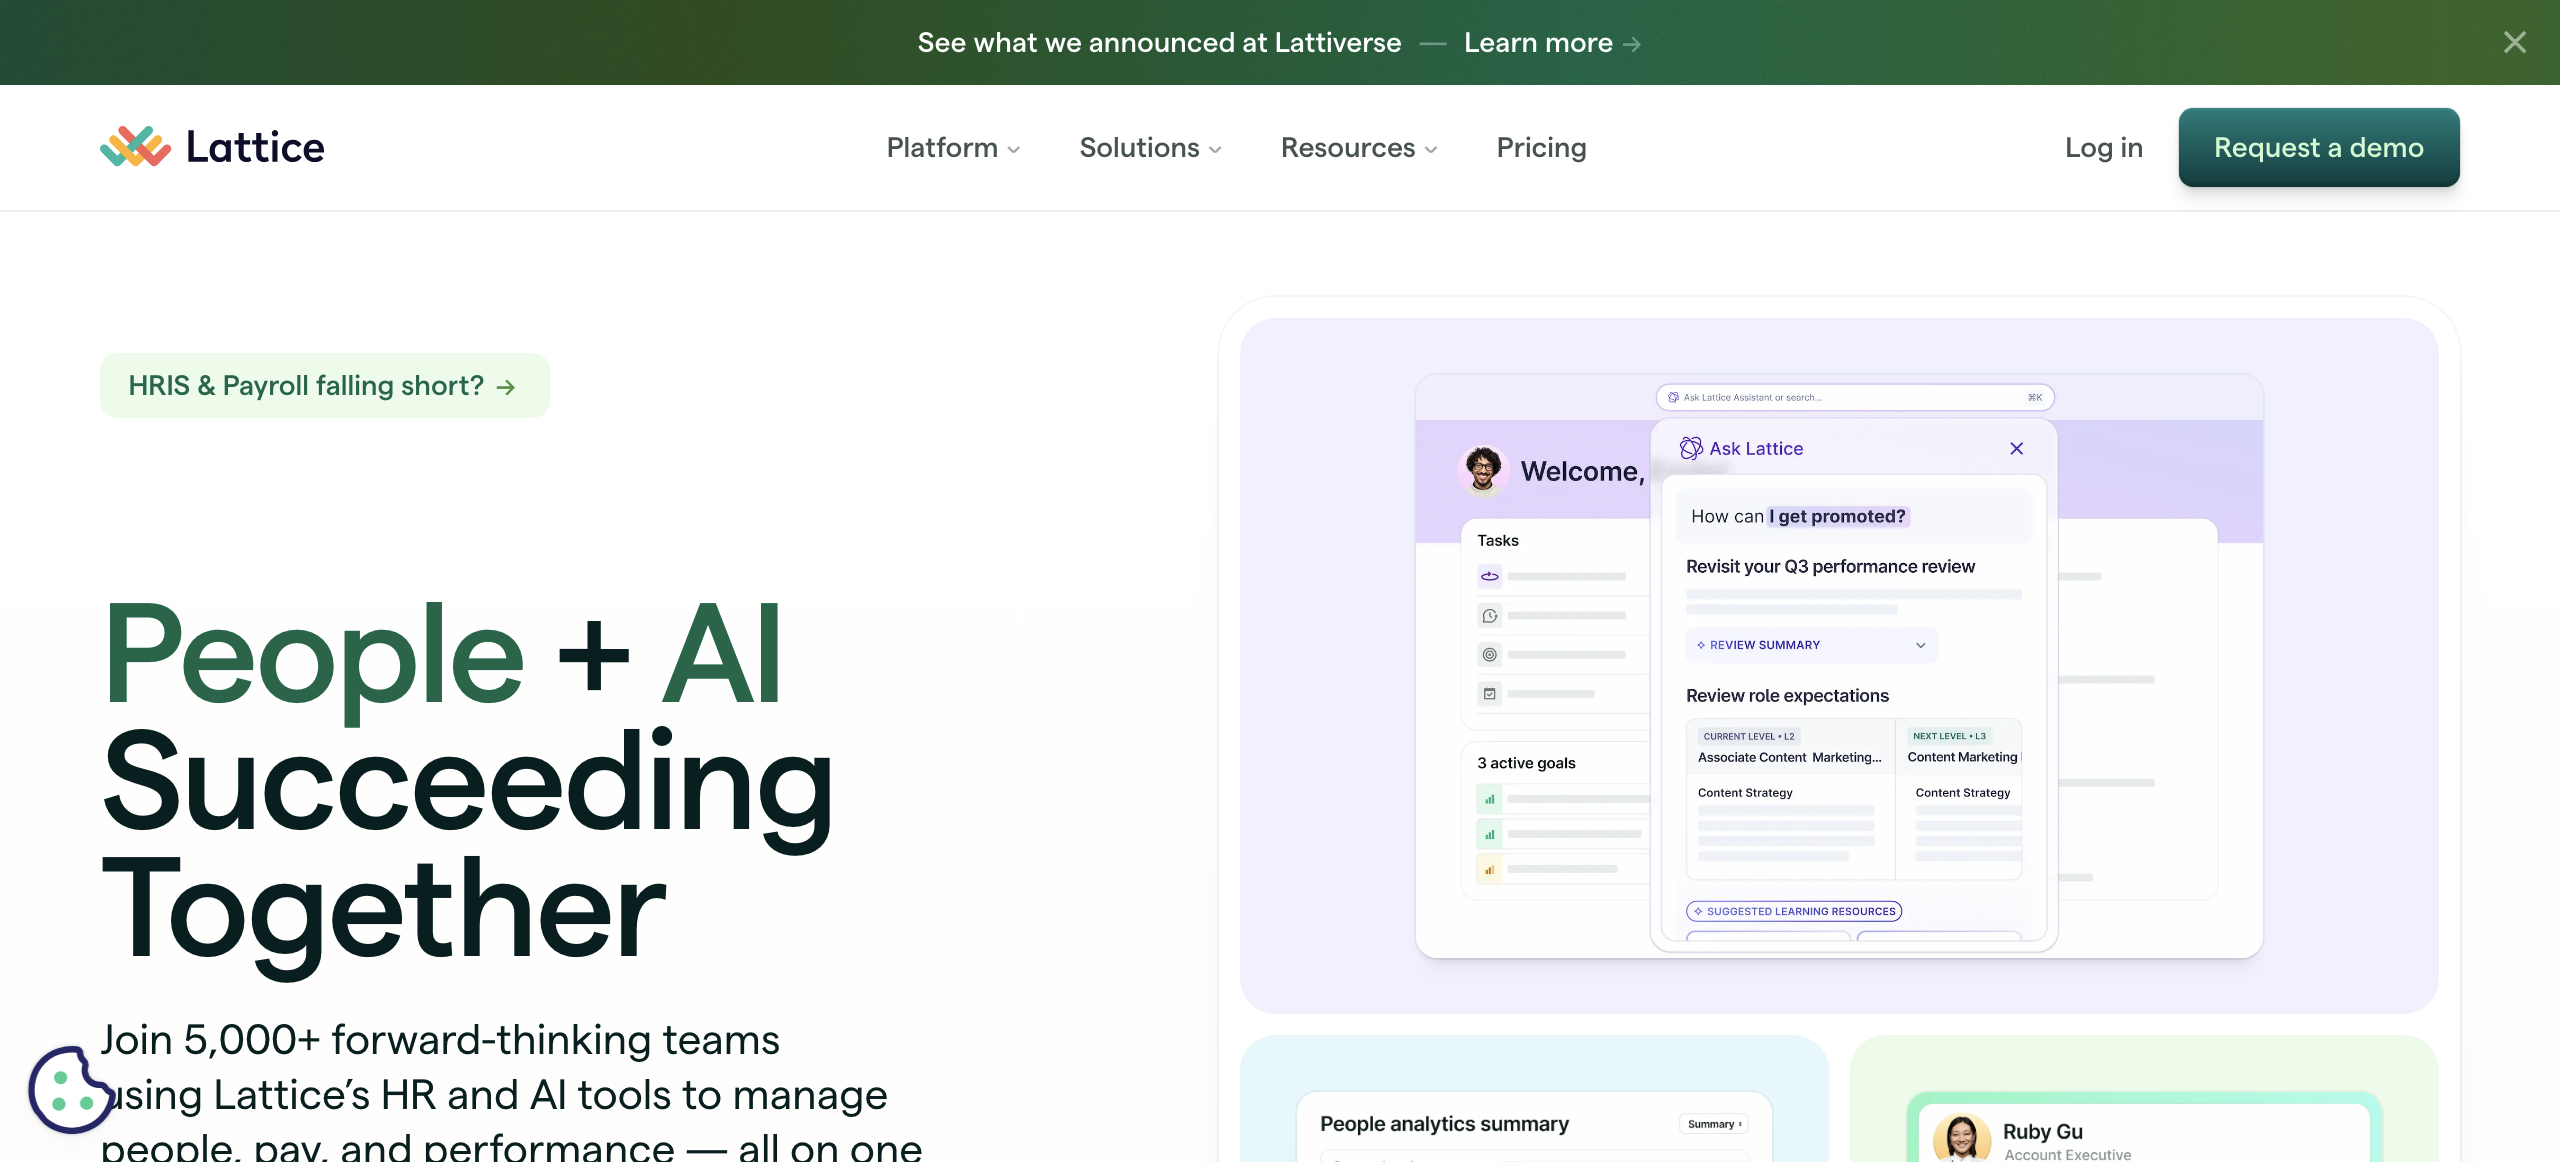 See what we announced at Lattiverse — Learn more →
Lattice
Platform
Solutions
Resources
Pricing
Log in
Request a demo
HRIS & Payroll falling short? →
People + AI
Succeeding
Together
Join 5,000+ forward-thinking teams
using Lattice’s HR and AI tools to manage
people, pay, and performance — all on one
Ask Lattice Assistant or search...
⌘K
Welcome,
Ask Lattice
How can I get promoted?
Tasks
Revisit your Q3 performance review
REVIEW SUMMARY
Review role expectations
CURRENT LEVEL • L2
NEXT LEVEL • L3
Associate Content Marketing...
Content Marketing
3 active goals
Content Strategy
Content Strategy
SUGGESTED LEARNING RESOURCES
People analytics summary
Summary
Ruby Gu
Account Executive